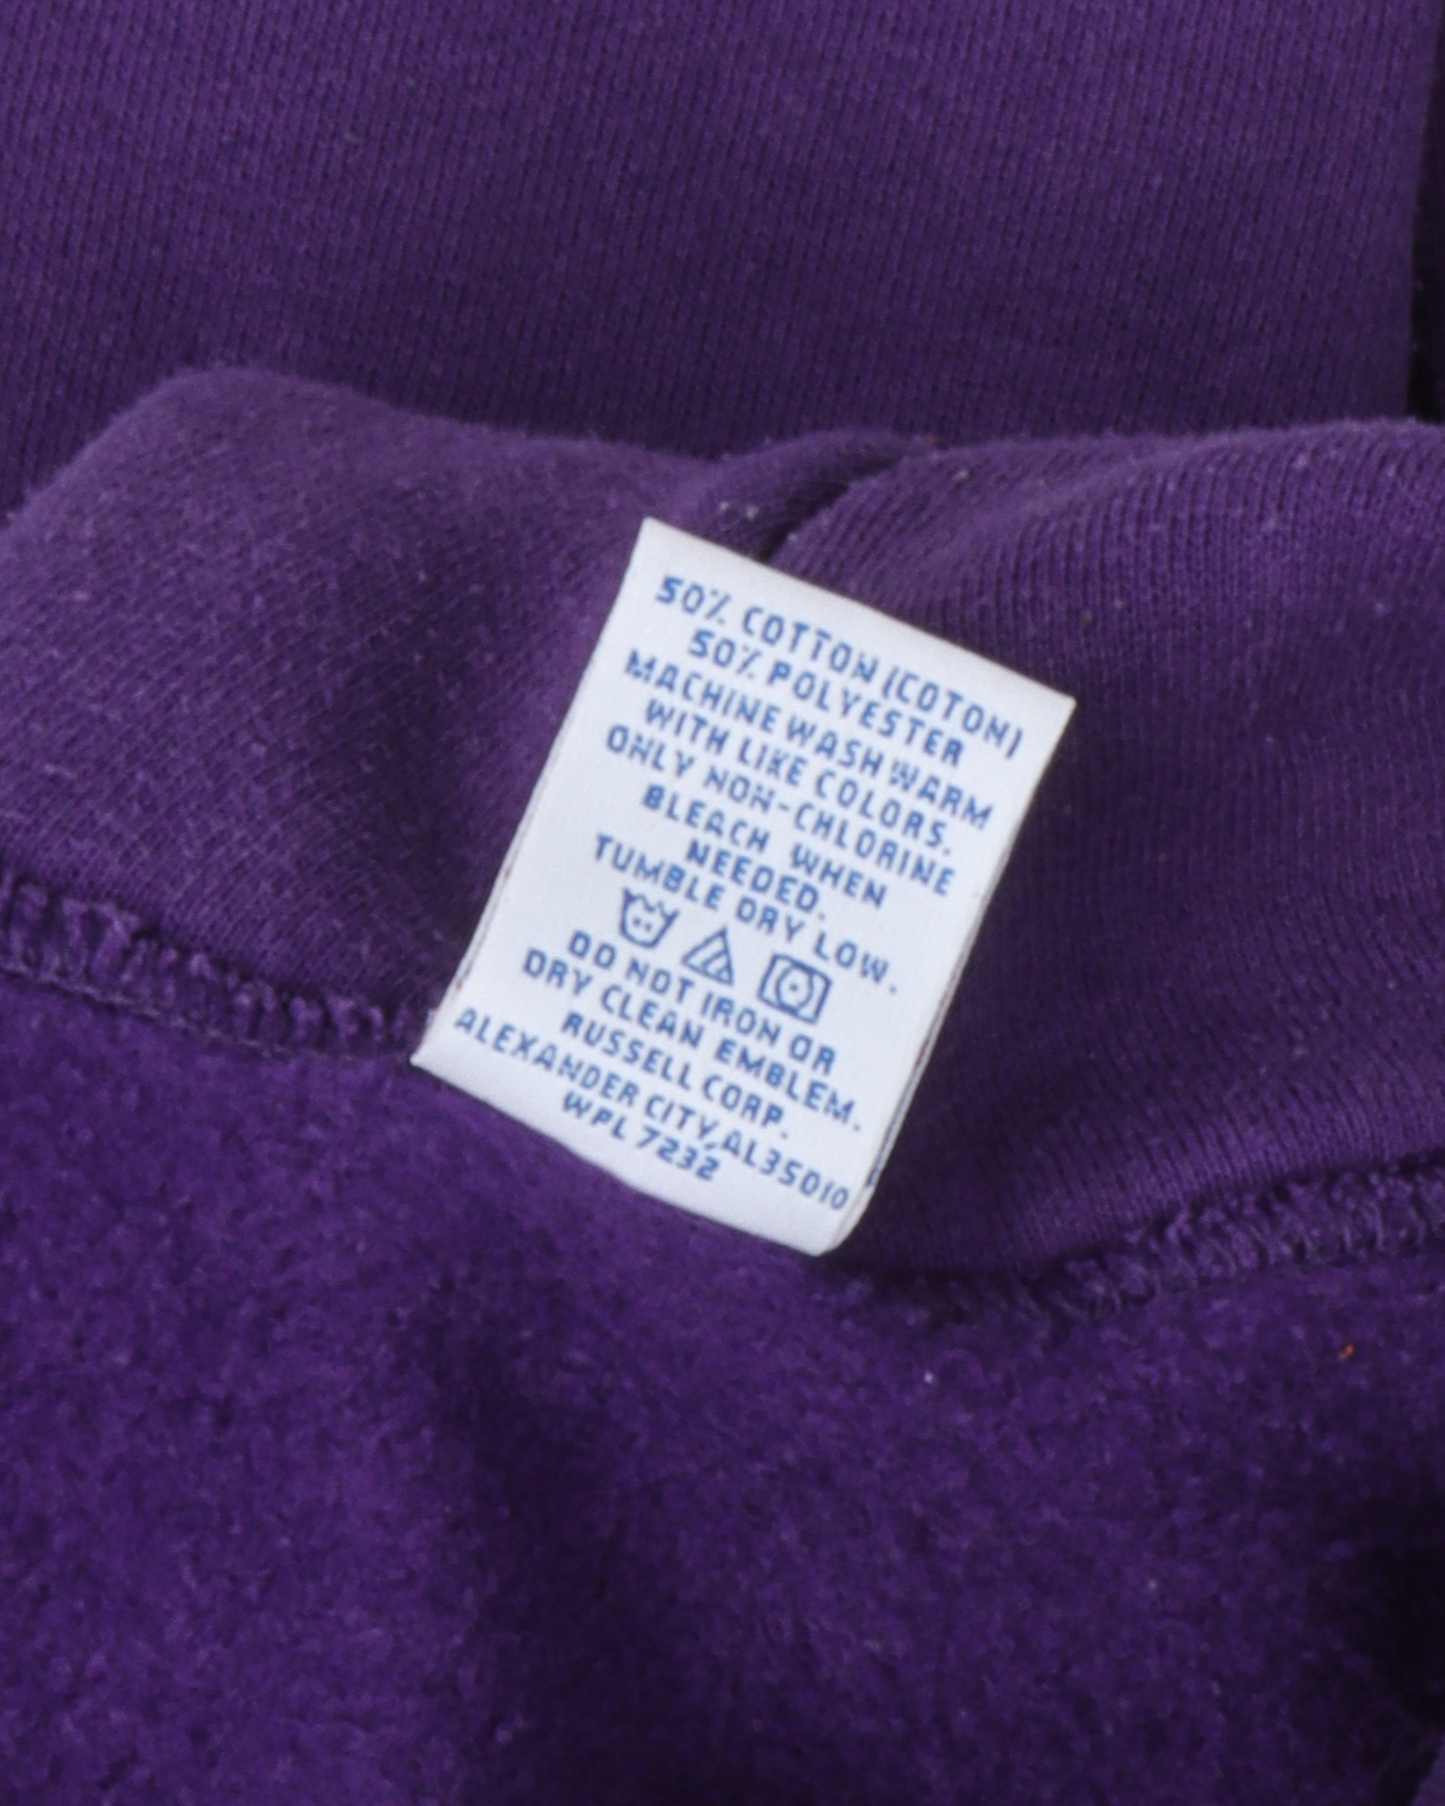 50% COTTON (COTON)
50% POLYESTER
MACHINE WASH WARM
WITH LIKE COLORS.
ONLY NON-CHLORINE
BLEACH WHEN
NEEDED.
TUMBLE DRY LOW.
DO NOT IRON OR
DRY CLEAN EMBLEM.
RUSSELL CORP.
ALEXANDER CITY, AL 35010
WPL 7232